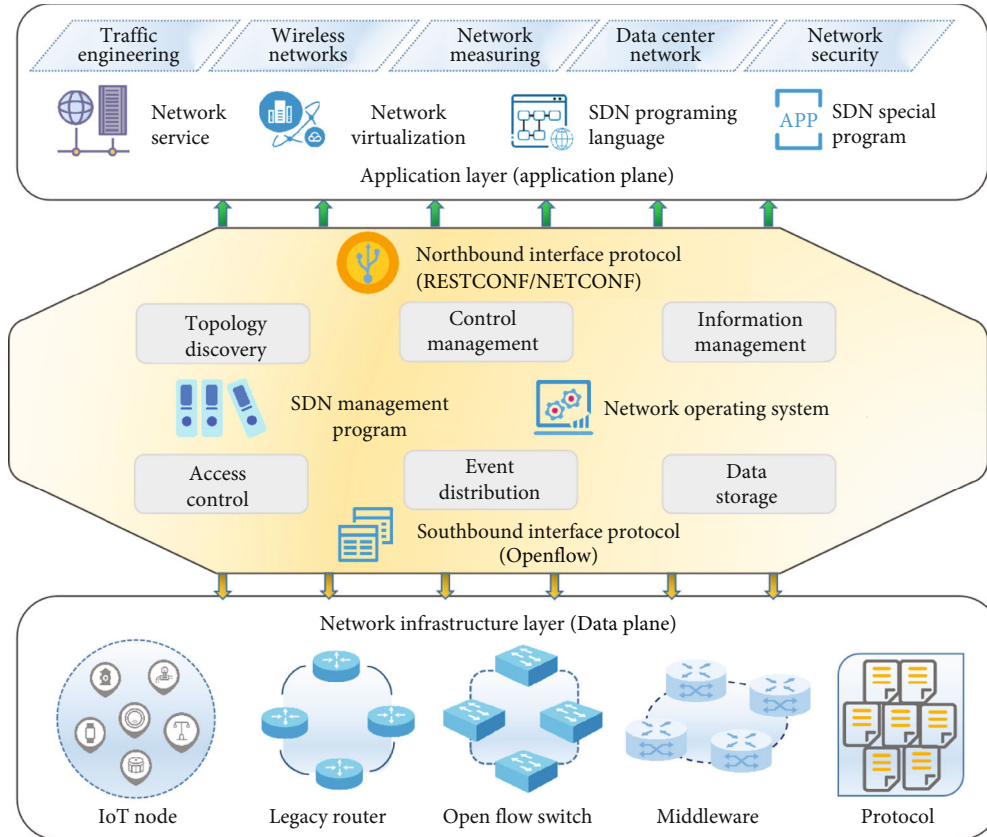 Traffic
engineering
Wireless
networks
Network
measuring
Data center
network
Network
security
Network
service
Network
virtualization
SDN programing
language
APP
SDN special
program
Application layer (application plane)
Northbound interface protocol
(RESTCONF/NETCONF)
Topology
discovery
Control
management
Information
management
SDN management
program
Network operating system
Access
control
Event
distribution
Data
storage
Southbound interface protocol
(Openflow)
Network infrastructure layer (Data plane)
IoT node
Legacy router
Open flow switch
Middleware
Protocol